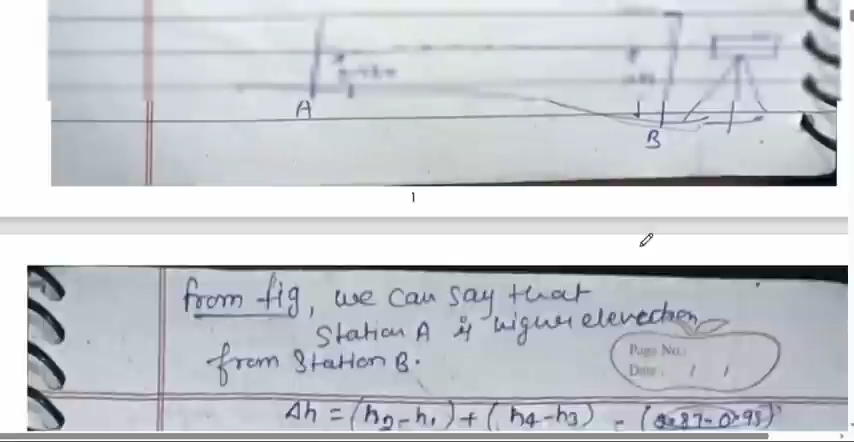 A
B
1
from fig, we can say that
Station A is higher elevection
from Station B.
Page No.:
Date: / /
Δh = (h2-h1) + (h4-h3) =